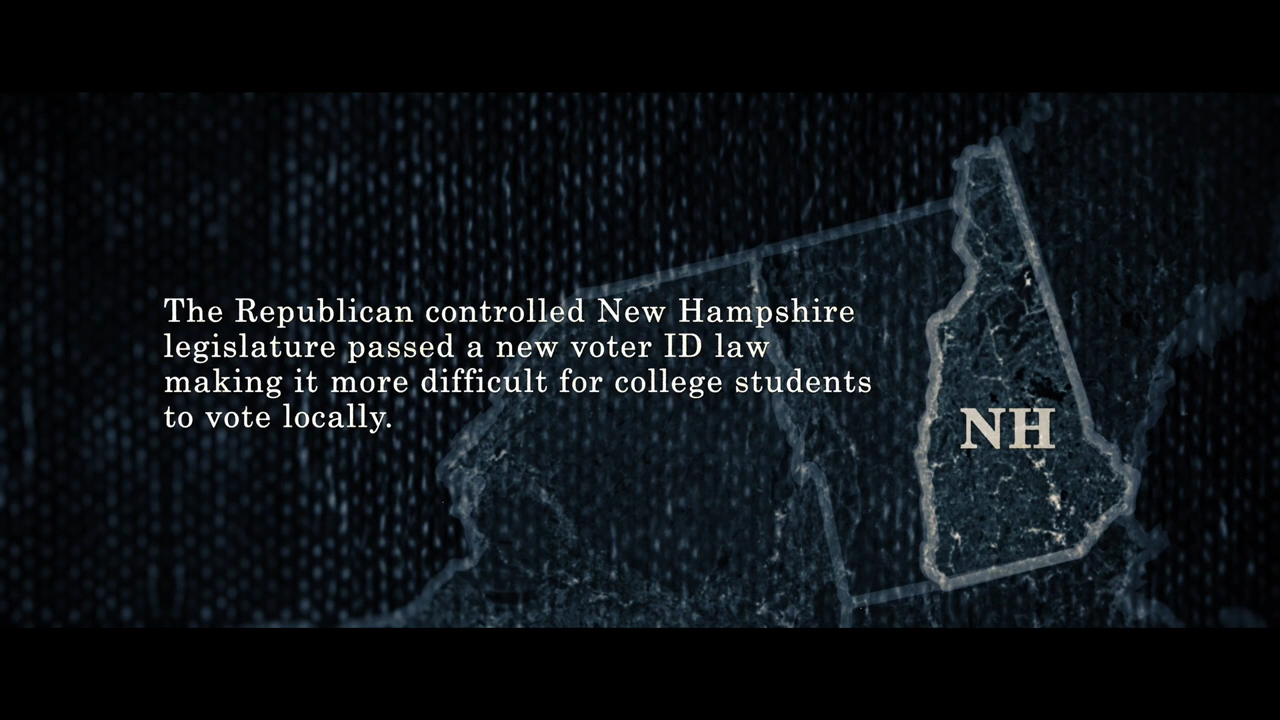 The Republican controlled New Hampshire
legislature passed a new voter ID law
making it more difficult for college students
to vote locally.
NH